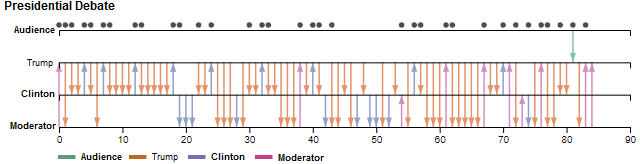 Presidential Debate
Audience
Trump
Clinton
Moderator
0 10 20 30 40 50 60 70 80 90
Audience Trump Clinton Moderator